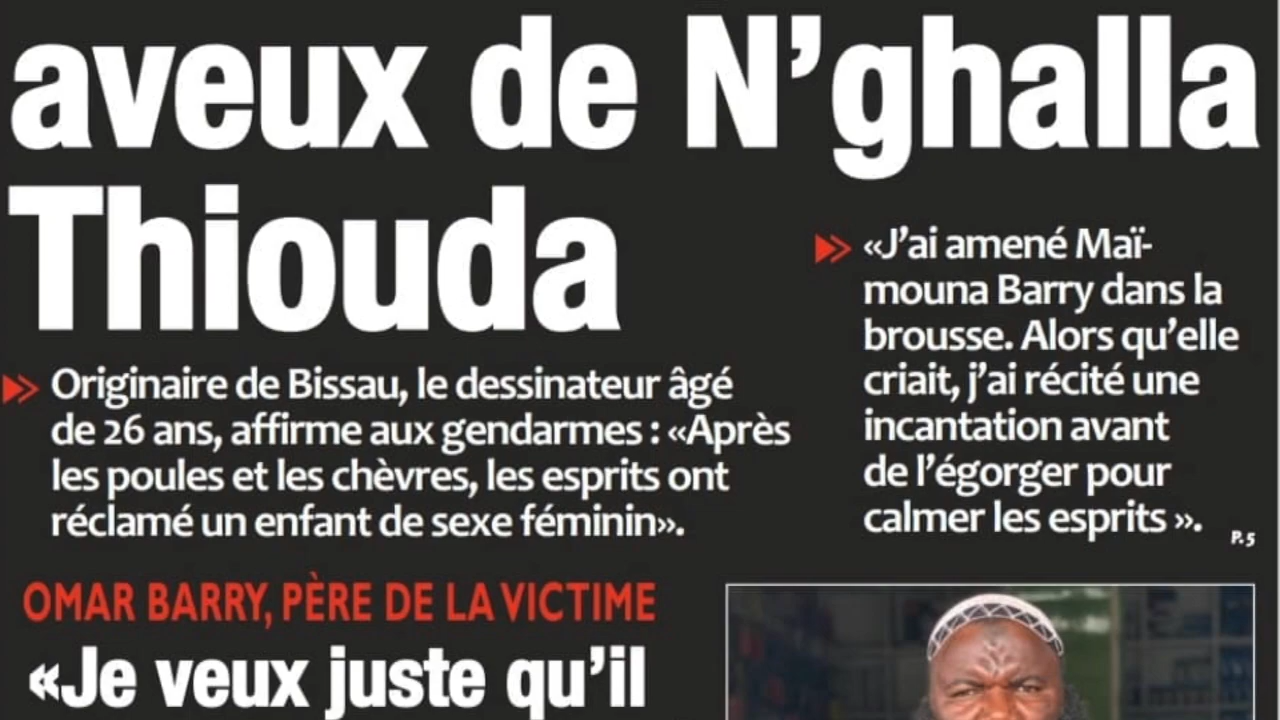 aveux de N'ghalla
Thiouda
Originaire de Bissau, le dessinateur âgé
de 26 ans, affirme aux gendarmes : «Après
les poules et les chèvres, les esprits ont
réclamé un enfant de sexe féminin».
«J'ai amené Maï-
mouna Barry dans la
brousse. Alors qu'elle
criait, j'ai récité une
incantation avant
de l'égorger pour
calmer les esprits ».
P.5
OMAR BARRY, PÈRE DE LA VICTIME
«Je veux juste qu'il